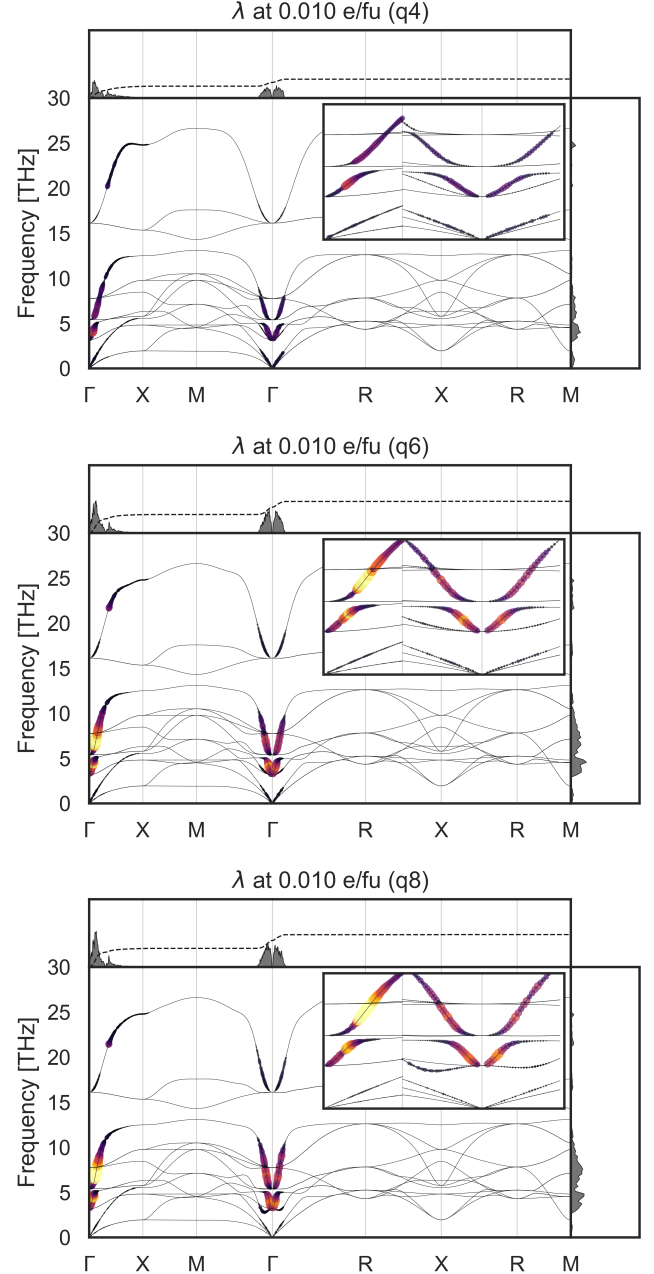 λ at 0.010 e/fu (q4)
30
25
20
15
10
5
0
Frequency [THz]
Γ X M Γ R X R M
λ at 0.010 e/fu (q6)
30
25
20
15
10
5
0
Frequency [THz]
Γ X M Γ R X R M
λ at 0.010 e/fu (q8)
30
25
20
15
10
5
0
Frequency [THz]
Γ X M Γ R X R M